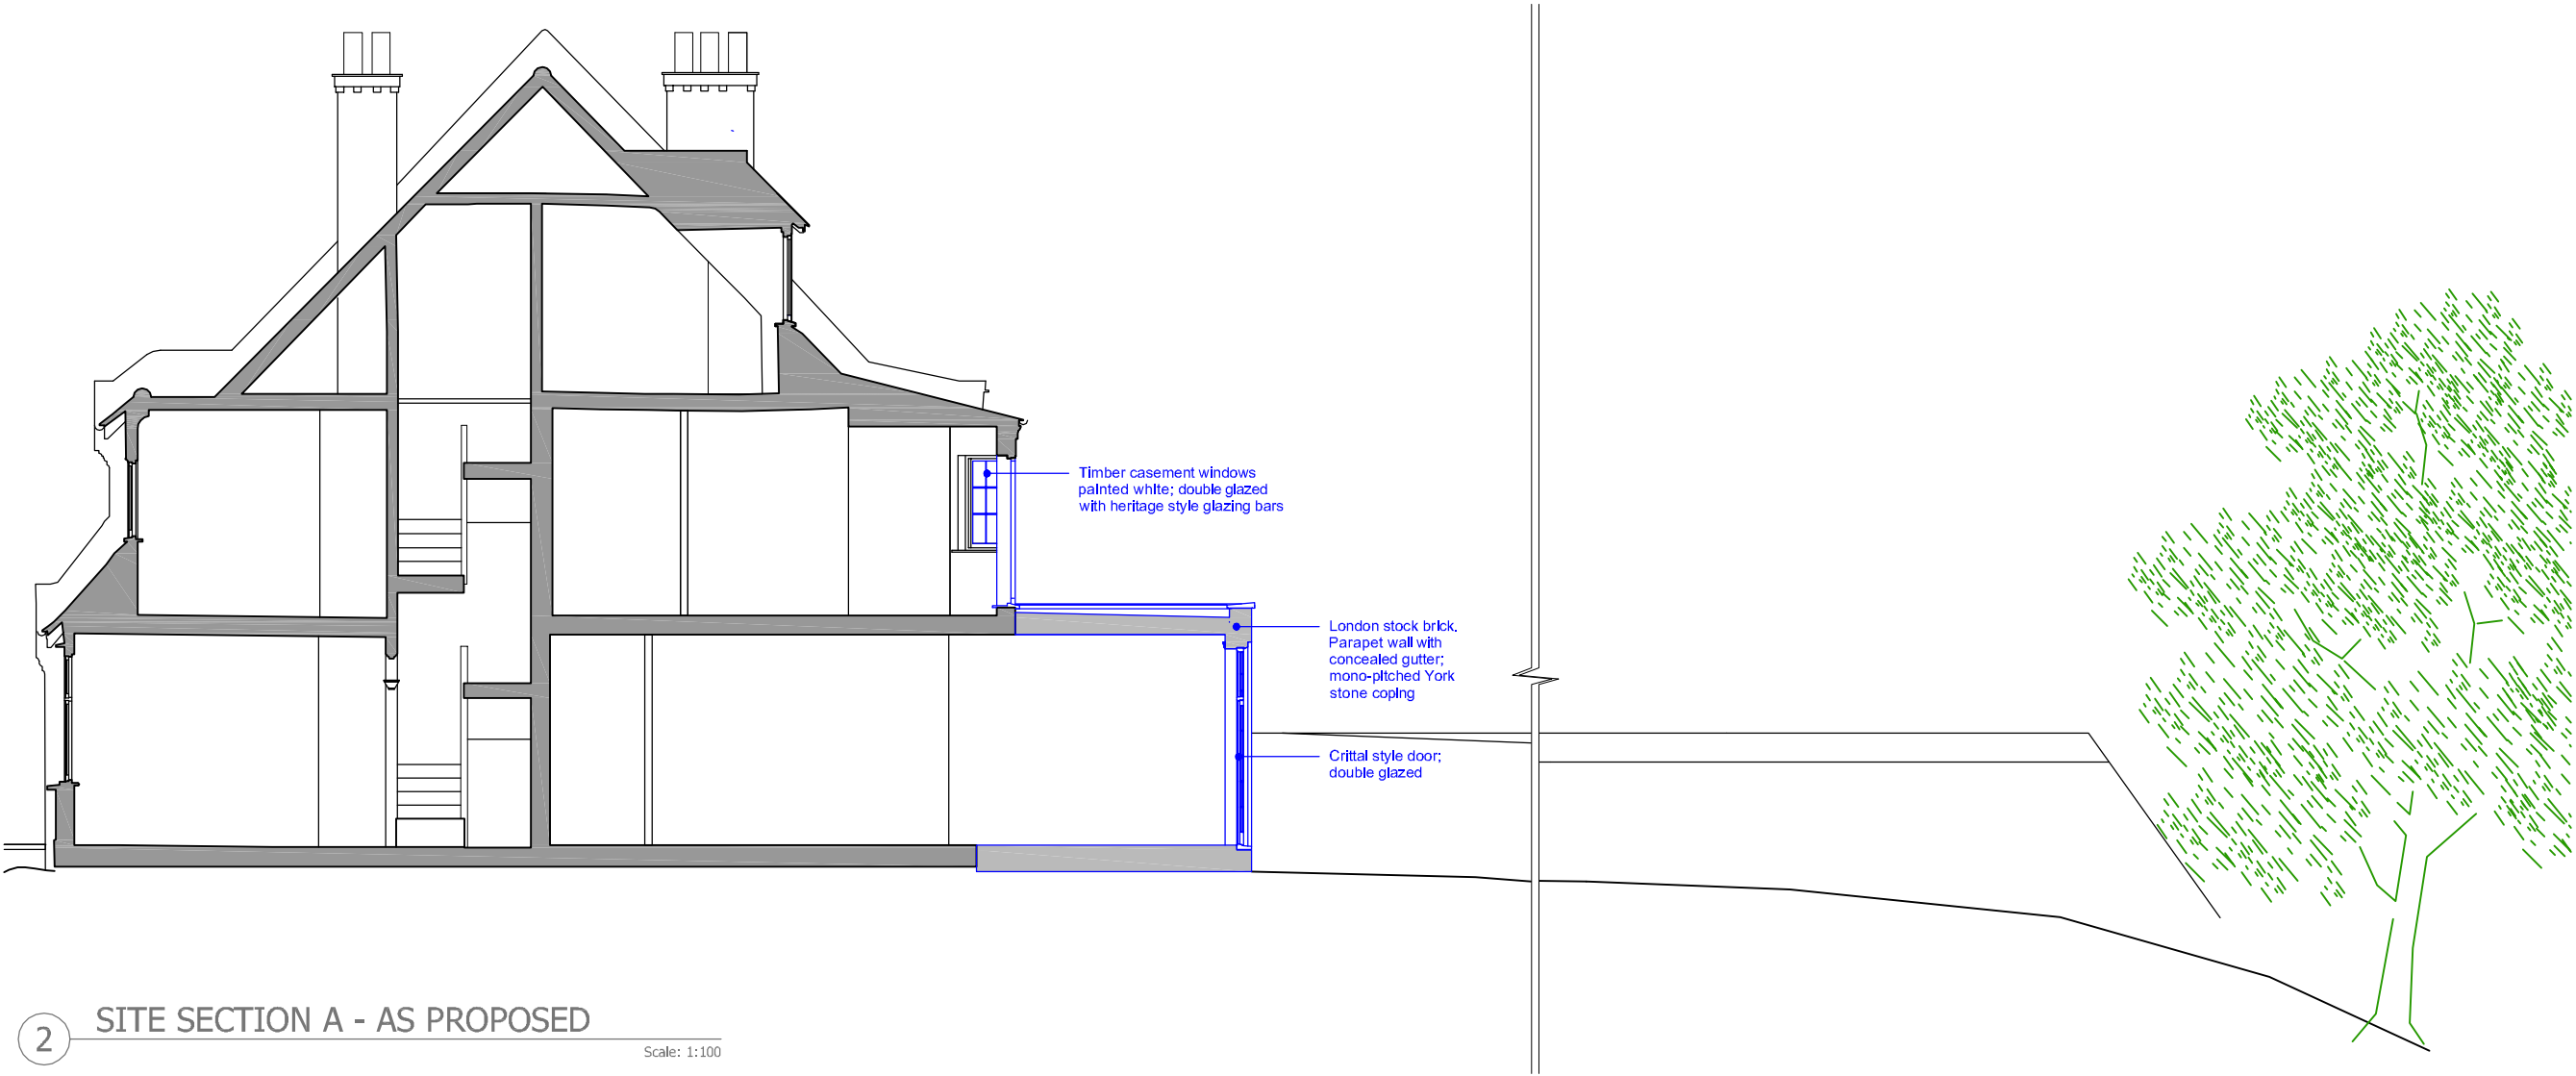 Timber casement windows
painted white; double glazed
with heritage style glazing bars
London stock brick.
Parapet wall with
concealed gutter;
mono-pitched York
stone coping
Crittal style door;
double glazed
2
SITE SECTION A - AS PROPOSED
Scale: 1:100